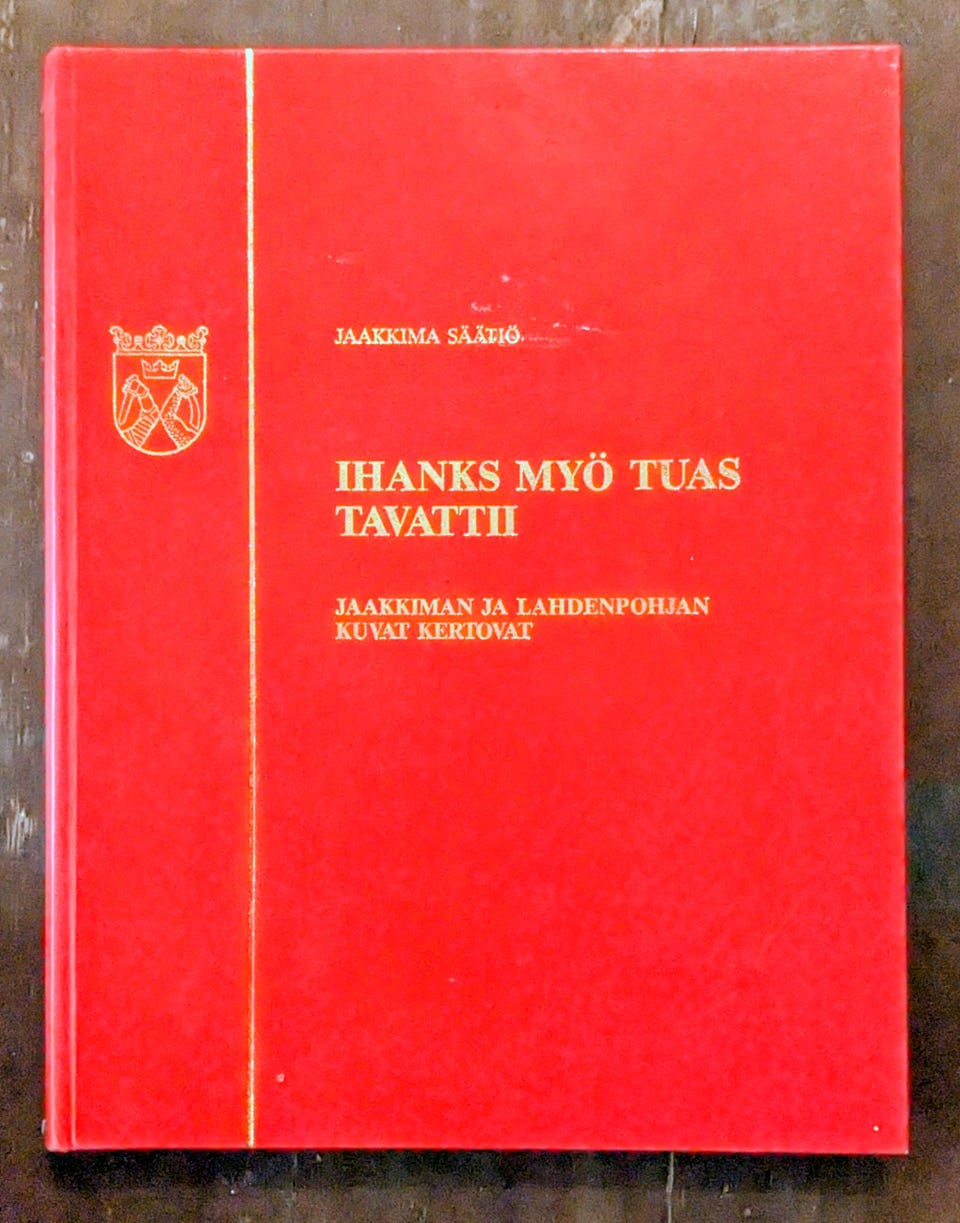 JAAKKIMA SÄÄTIÖ
IHANKS MYÖ TUAS
TAVATTII
JAAKKIMAN JA LAHDENPOHJAN
KUVAT KERTOVAT